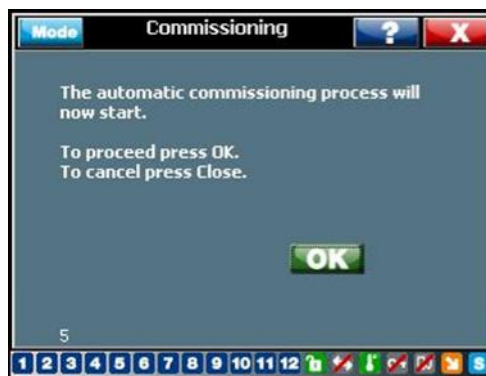 Mode Commissioning ? X
The automatic commissioning process will
now start.
To proceed press OK.
To cancel press Close.
OK
5
1 2 3 4 5 6 7 8 9 10 11 12 S